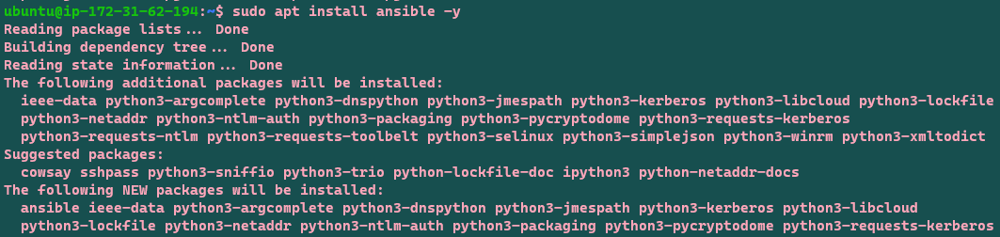 ubuntu@ip-172-31-62-194:~$ sudo apt install ansible -y
Reading package lists... Done
Building dependency tree... Done
Reading state information... Done
The following additional packages will be installed:
  ieee-data python3-argcomplete python3-dnspython python3-jmespath python3-kerberos python3-libcloud python3-lockfile
  python3-netaddr python3-ntlm-auth python3-packaging python3-pycryptodome python3-requests-kerberos
  python3-requests-ntlm python3-requests-toolbelt python3-selinux python3-simplejson python3-winrm python3-xmltodict
Suggested packages:
  cowsay sshpass python3-sniffio python3-trio python-lockfile-doc ipython3 python-netaddr-docs
The following NEW packages will be installed:
  ansible ieee-data python3-argcomplete python3-dnspython python3-jmespath python3-kerberos python3-libcloud
  python3-lockfile python3-netaddr python3-ntlm-auth python3-packaging python3-pycryptodome python3-requests-kerberos